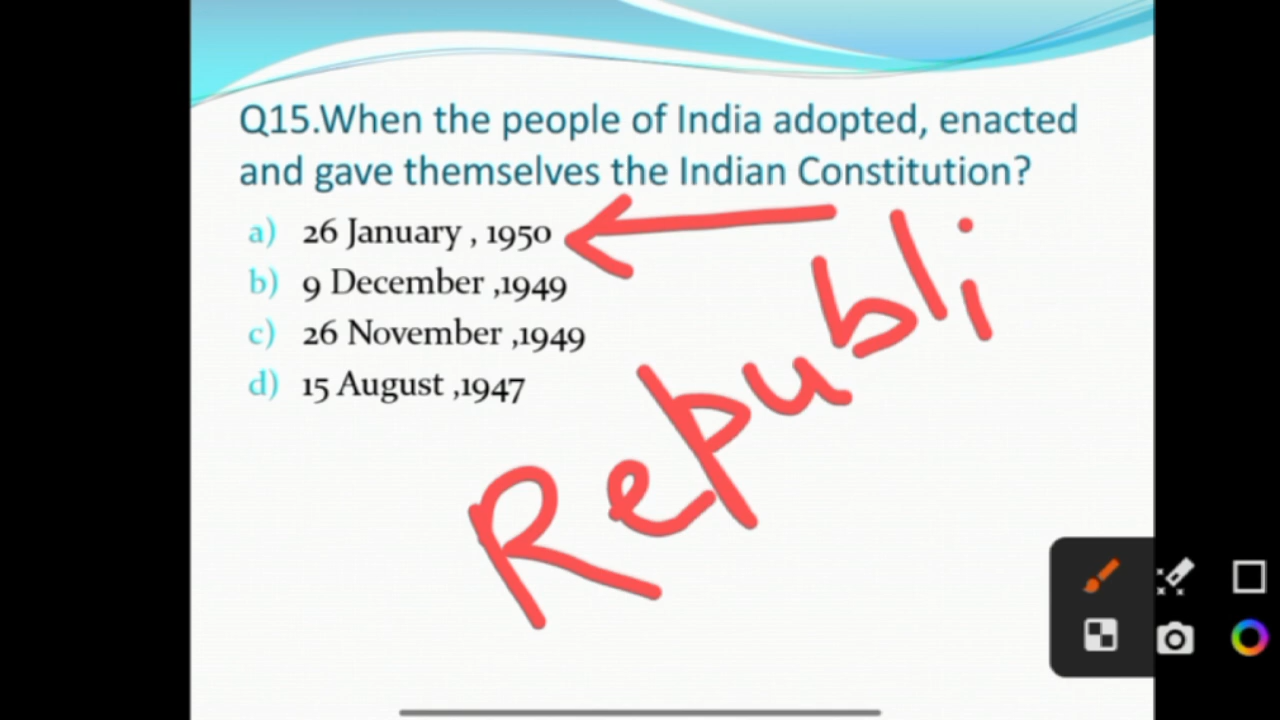 Q15.When the people of India adopted, enacted
and gave themselves the Indian Constitution?
a) 26 January , 1950
b) 9 December ,1949
c) 26 November ,1949
d) 15 August ,1947
Republi